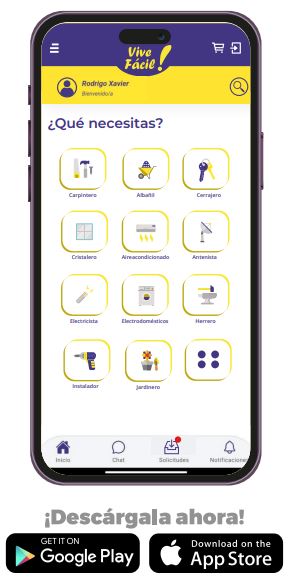 Vive
Fácil!
Rodrigo Xavier
Bienvenido/a
¿Qué necesitas?
Carpintero
Albañil
Cerrajero
Cristalero
Aireacondicionado
Antenista
Electricista
Electrodomésticos
Herrero
Instalador
Jardinero
Inicio
Chat
Solicitudes
Notificaciones
¡Descárgala ahora!
GET IT ON
Google Play
Download on the
App Store